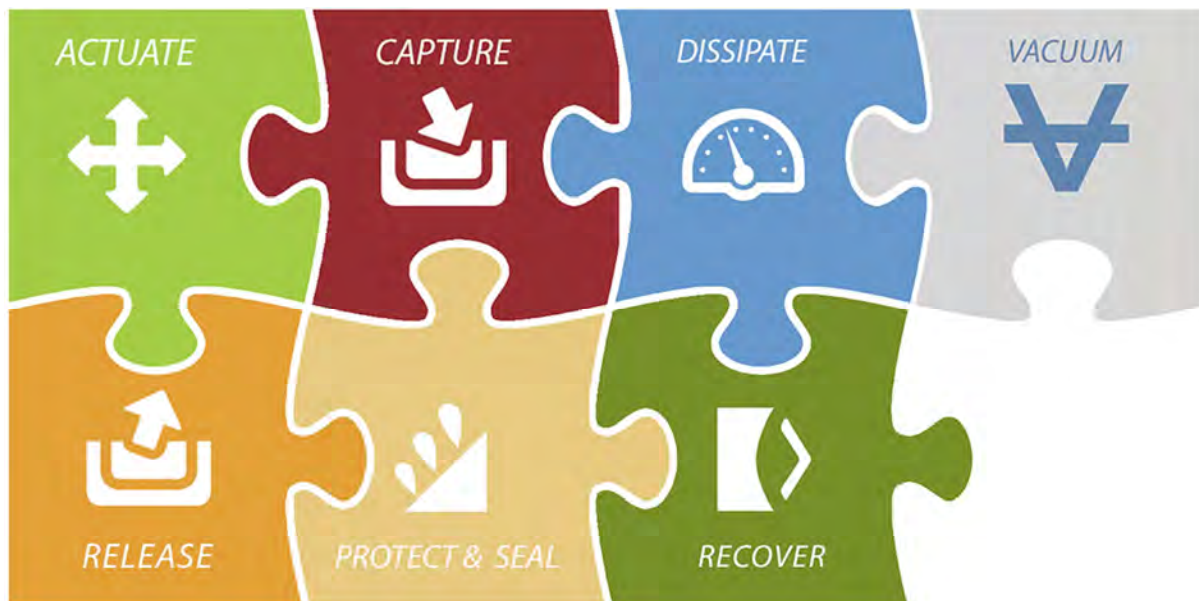 ACTUATE
CAPTURE
DISSIPATE
VACUUM
RELEASE
PROTECT & SEAL
RECOVER